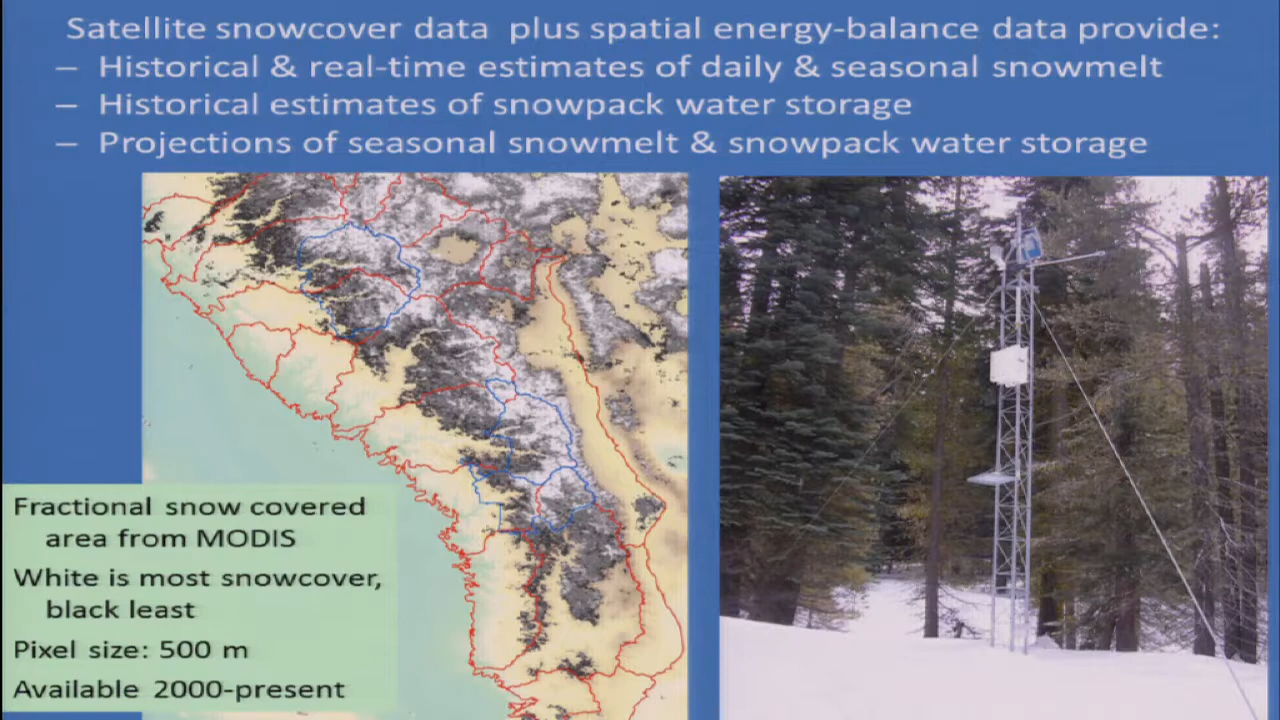 Satellite snowcover data plus spatial energy-balance data provide:
– Historical & real-time estimates of daily & seasonal snowmelt
– Historical estimates of snowpack water storage
– Projections of seasonal snowmelt & snowpack water storage
Fractional snow covered
area from MODIS
White is most snowcover,
black least
Pixel size: 500 m
Available 2000-present